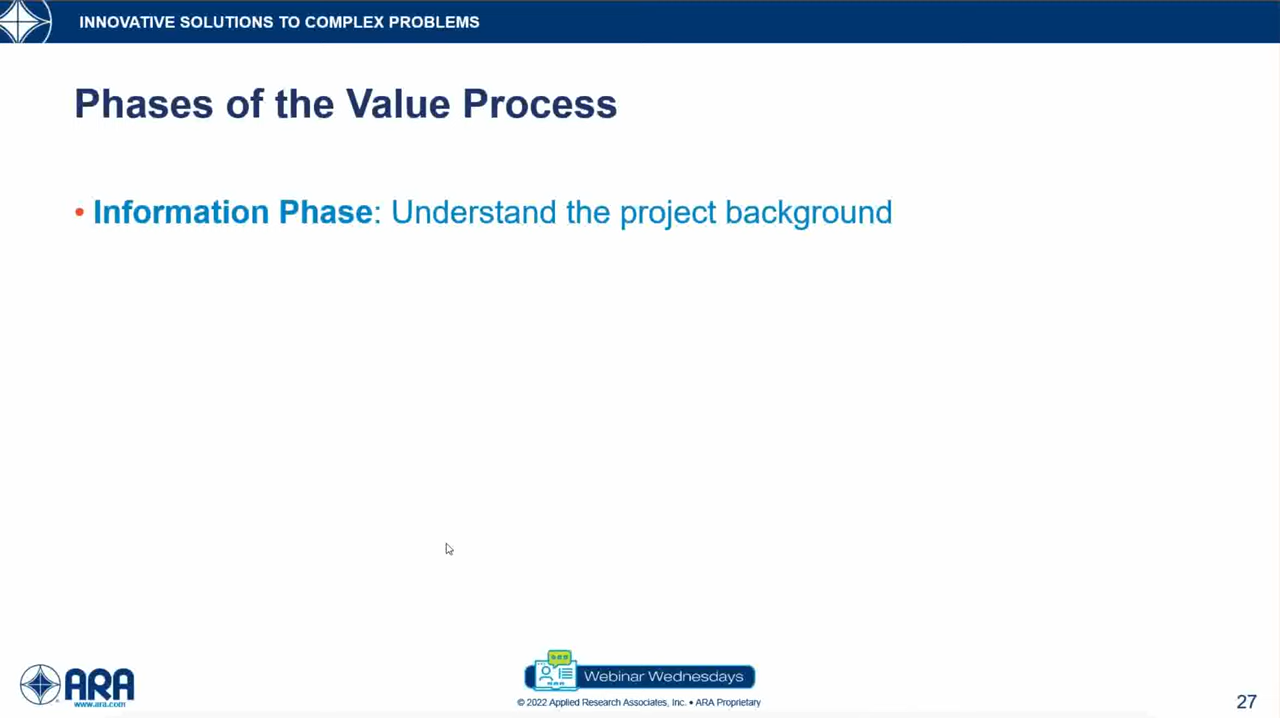 INNOVATIVE SOLUTIONS TO COMPLEX PROBLEMS
Phases of the Value Process
• Information Phase: Understand the project background
ARA
www.ara.com
Webinar Wednesdays
© 2022 Applied Research Associates, Inc. • ARA Proprietary
27